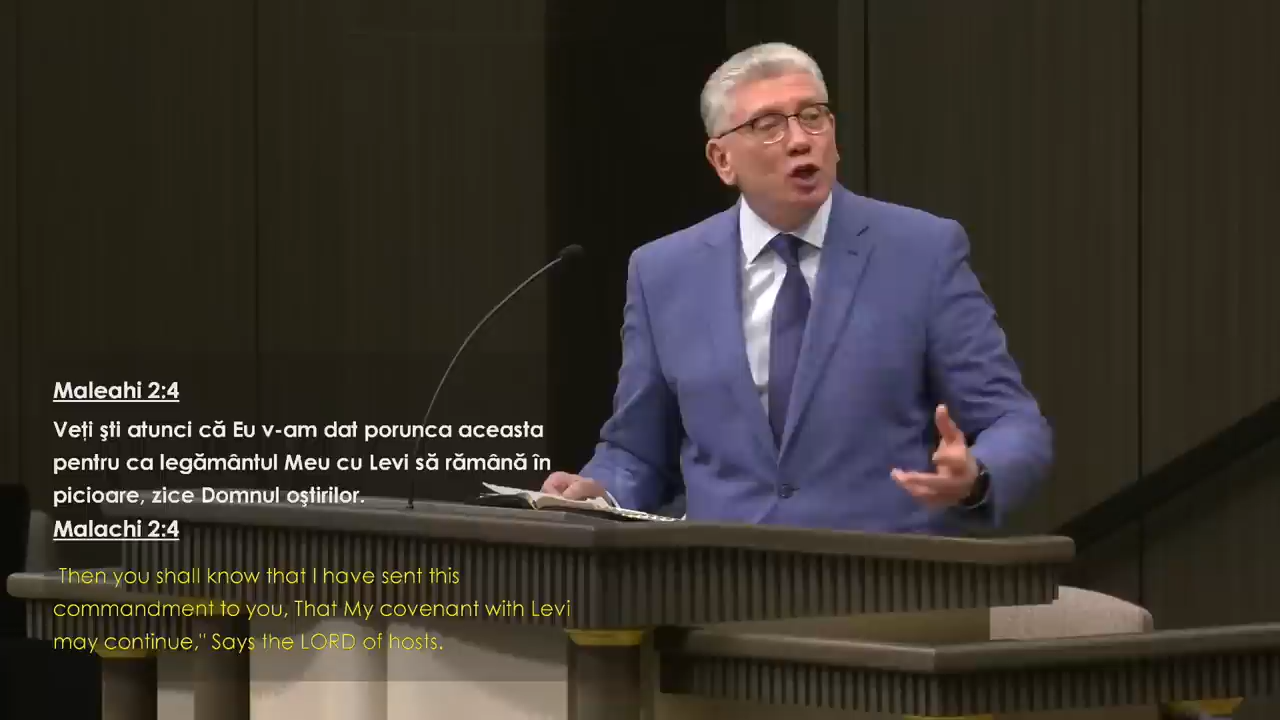 Maleahi 2:4
Veți şti atunci că Eu v-am dat porunca aceasta
pentru ca legământul Meu cu Levi să rămână în
picioare, zice Domnul oştirilor.
Malachi 2:4
Then you shall know that I have sent this
commandment to you, That My covenant with Levi
may continue," Says the LORD of hosts.